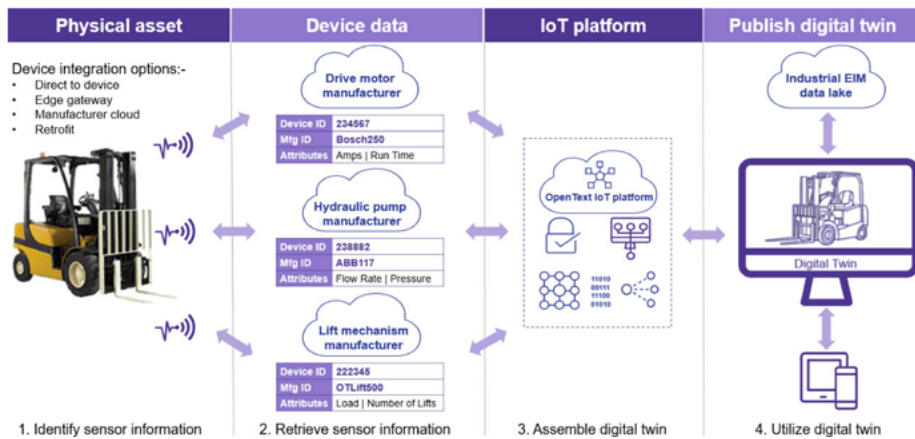 Physical asset
Device data
IoT platform
Publish digital twin
Device integration options:-
• Direct to device
• Edge gateway
• Manufacturer cloud
• Retrofit
Drive motor
manufacturer
Device ID 234567
Mfg ID Bosch250
Attributes Amps | Run Time
Hydraulic pump
manufacturer
Device ID 238882
Mfg ID ABB117
Attributes Flow Rate | Pressure
Lift mechanism
manufacturer
Device ID 222345
Mfg ID OTLift500
Attributes Load | Number of Lifts
OpenText IoT platform
11010
00111
11100
01010
Industrial EIM
data lake
Digital Twin
1. Identify sensor information
2. Retrieve sensor information
3. Assemble digital twin
4. Utilize digital twin